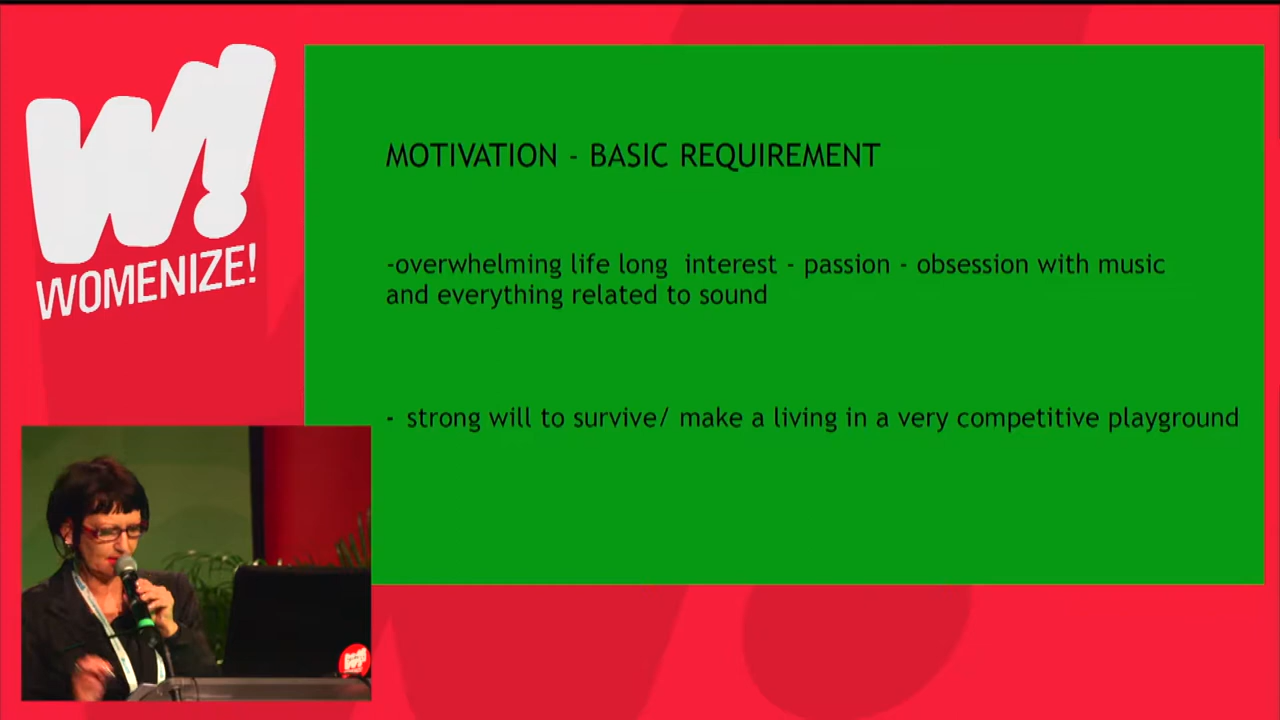 W!
WOMENIZE!
MOTIVATION - BASIC REQUIREMENT
-overwhelming life long  interest - passion - obsession with music
and everything related to sound
- strong will to survive/ make a living in a very competitive playground